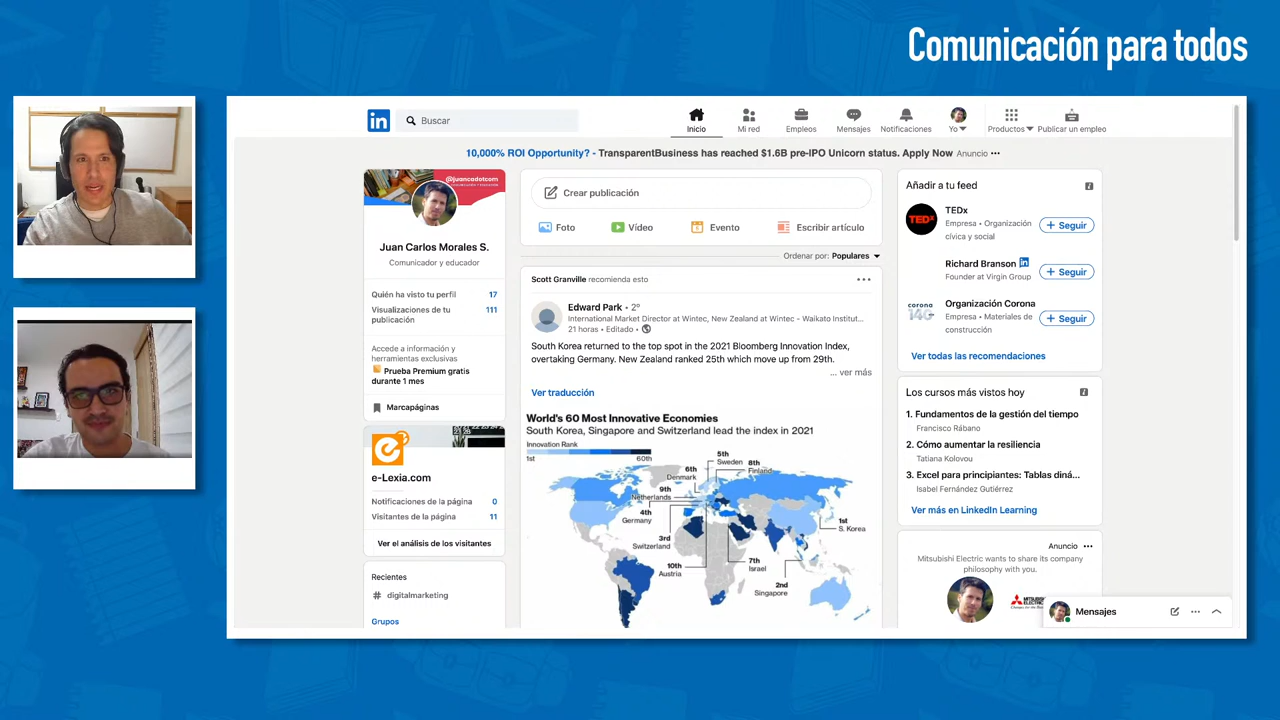 Comunicación para todos
in
Buscar
Inicio
Mi red
Empleos
Mensajes
Notificaciones
Yo
Productos
Publicar un empleo
10,000% ROI Opportunity? - TransparentBusiness has reached $1.6B pre-IPO Unicorn status. Apply Now Anuncio
@juancadotcom
Juan Carlos Morales S.
Comunicador y educador
Quién ha visto tu perfil 17
Visualizaciones de tu 111
publicación
Accede a información y
herramientas exclusivas
Prueba Premium gratis
durante 1 mes
Marcapáginas
e-Lexia.com
Notificaciones de la página 0
Visitantes de la página 11
Ver el análisis de los visitantes
Recientes
# digitalmarketing
Grupos
Crear publicación
Foto
Vídeo
Evento
Escribir artículo
Ordenar por: Populares
Scott Granville recomienda esto
Edward Park • 2º
International Market Director at Wintec, New Zealand at Wintec - Waikato Institut...
21 horas • Editado •
South Korea returned to the top spot in the 2021 Bloomberg Innovation Index,
overtaking Germany. New Zealand ranked 25th which move up from 29th.
... ver más
Ver traducción
World's 60 Most Innovative Economies
South Korea, Singapore and Switzerland lead the index in 2021
Innovation Rank
1st 60th
5th
Sweden
8th
Finland
6th
Denmark
9th
Netherlands
4th
Germany
3rd
Switzerland
10th
Austria
7th
Israel
2nd
Singapore
1st
S. Korea
Añadir a tu feed
TEDx
TEDx
Empresa • Organización
cívica y social
Seguir
Richard Branson in
Founder at Virgin Group
Seguir
corona
140
Organización Corona
Empresa • Materiales de
construcción
Seguir
Ver todas las recomendaciones
Los cursos más vistos hoy
1. Fundamentos de la gestión del tiempo
Francisco Rábano
2. Cómo aumentar la resiliencia
Tatiana Kolovou
3. Excel para principiantes: Tablas diná...
Isabel Fernández Gutiérrez
Ver más en LinkedIn Learning
Anuncio
Mitsubishi Electric wants to share its company
philosophy with you.
Mensajes